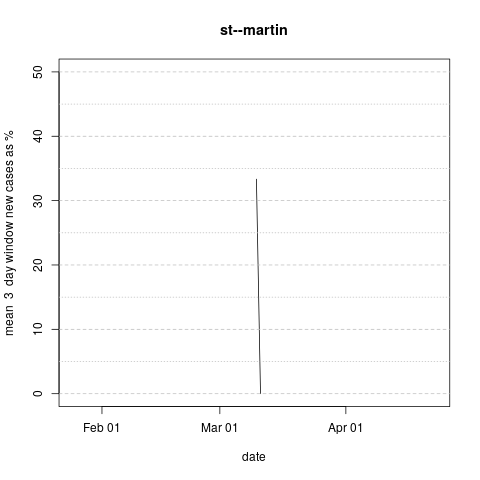 st--martin
mean  3  day window new cases as %
50
40
30
20
10
0
Feb 01
Mar 01
Apr 01
date